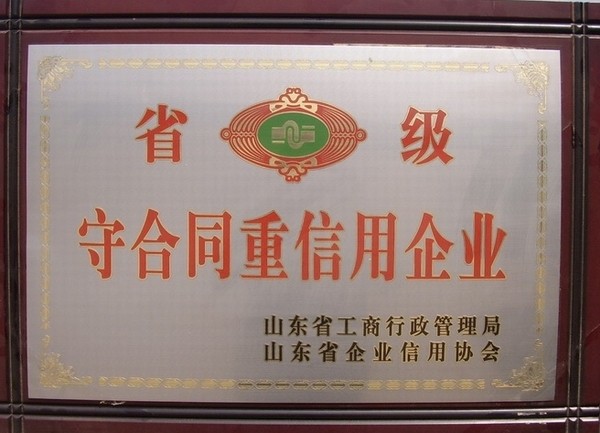 省级
守合同重信用企业
山东省工商行政管理局
山东省企业信用协会